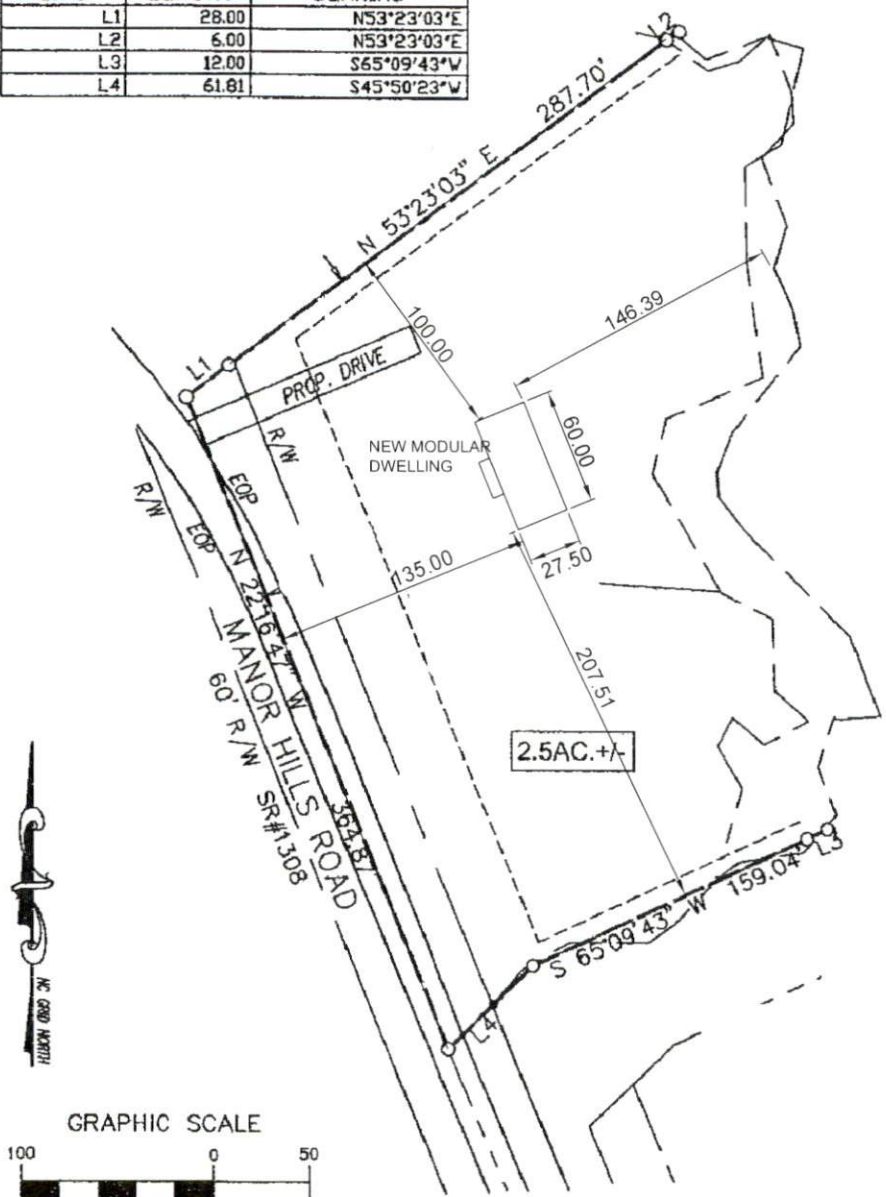 L1 28.00 N53°23'03"E
L2 6.00 N53°23'03"E
L3 12.00 S65°09'43"W
L4 61.81 S45°50'23"W
L2
287.70'
N 53°23'03" E
146.39
100.00
L1
PROP. DRIVE
60.00
NEW MODULAR
DWELLING
R/W
EOP
R/W
EOP
135.00
27.50
N 22°16'47" W
207.51
MANOR HILLS ROAD
60' R/W SR#1308
364.87
2.5AC.+/-
L3
159.04'
S 65°09'43" W
L4
NC GRID NORTH
GRAPHIC SCALE
100 0 50